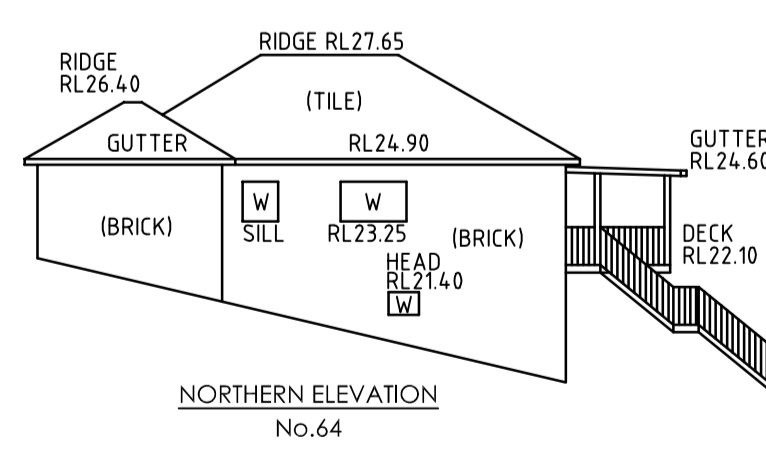 RIDGE RL27.65
RIDGE
RL26.40
(TILE)
GUTTER RL24.90
GUTTER
RL24.60
W W
SILL RL23.25
(BRICK)
(BRICK)
DECK
RL22.10
HEAD
RL21.40
W
NORTHERN ELEVATION
No.64